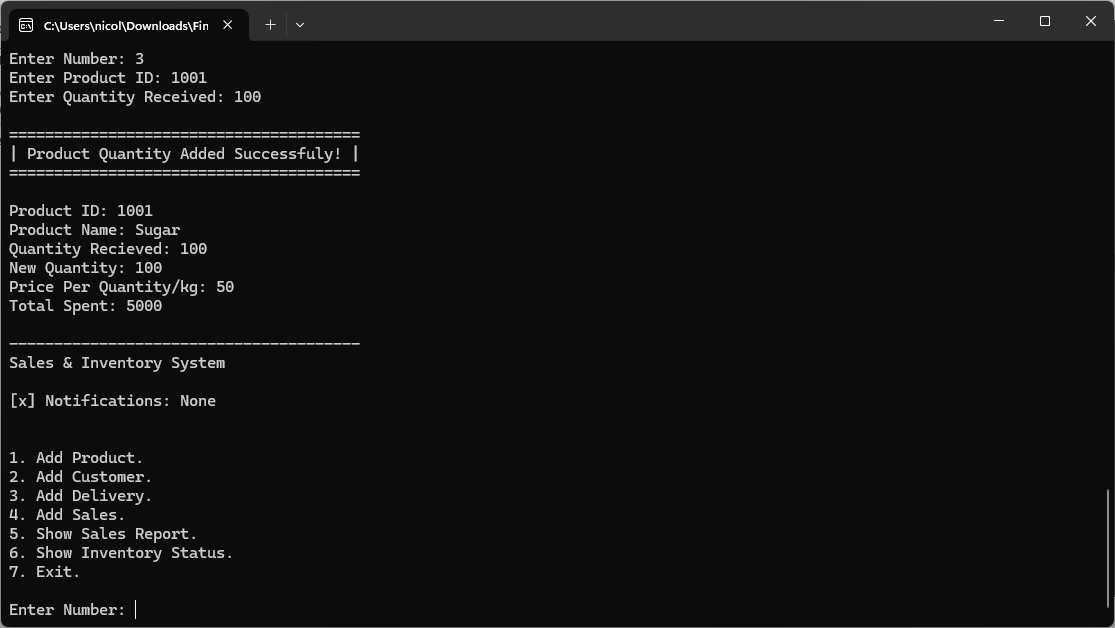 C:\Users\nicol\Downloads\Fin
Enter Number: 3
Enter Product ID: 1001
Enter Quantity Received: 100
=======================================
| Product Quantity Added Successfuly! |
=======================================
Product ID: 1001
Product Name: Sugar
Quantity Recieved: 100
New Quantity: 100
Price Per Quantity/kg: 50
Total Spent: 5000
---------------------------------------
Sales & Inventory System
[x] Notifications: None
1. Add Product.
2. Add Customer.
3. Add Delivery.
4. Add Sales.
5. Show Sales Report.
6. Show Inventory Status.
7. Exit.
Enter Number: